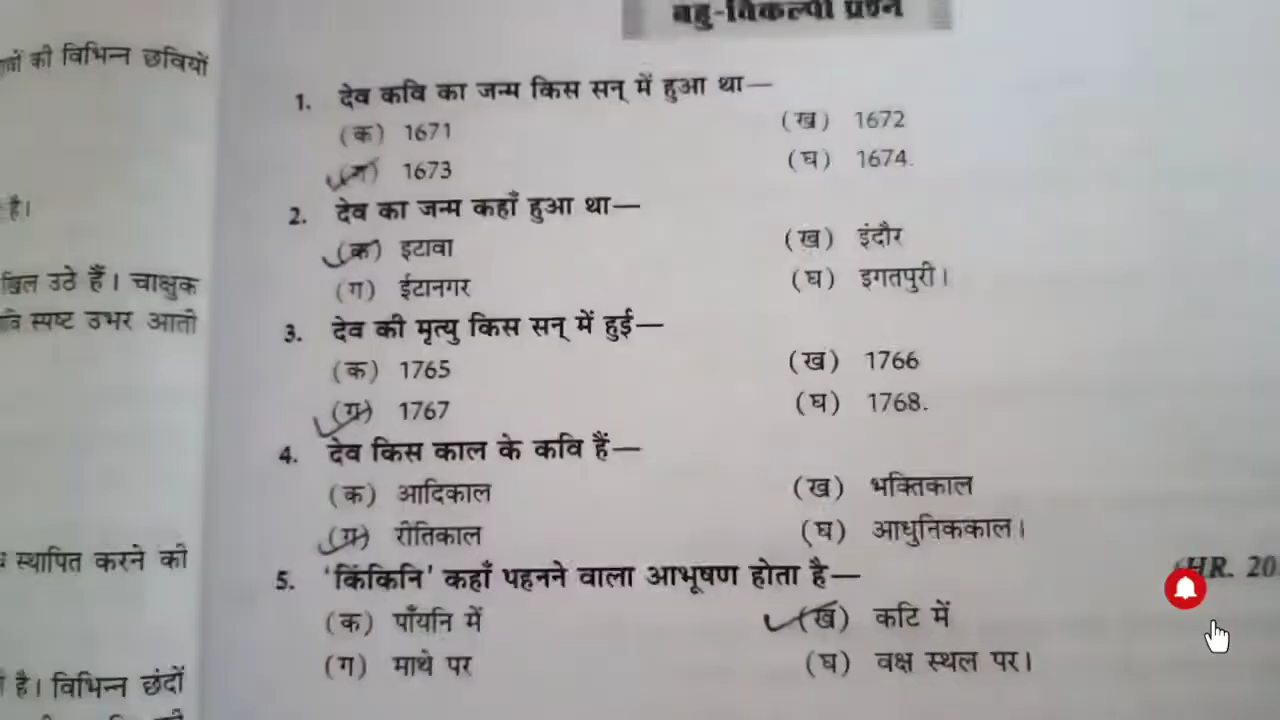 बहु-विकल्पी प्रश्न
की विभिन्न छवियों
1. देव कवि का जन्म किस सन् में हुआ था—
(क) 1671 (ख) 1672
(ग) 1673 (घ) 1674.
है।
2. देव का जन्म कहाँ हुआ था—
(क) इटावा (ख) इंदौर
(ग) ईटानगर (घ) इगतपुरी।
खिल उठे हैं। चाक्षुक
स्पष्ट उभर आती
3. देव की मृत्यु किस सन् में हुई—
(क) 1765 (ख) 1766
(ग) 1767 (घ) 1768.
4. देव किस काल के कवि हैं—
(क) आदिकाल (ख) भक्तिकाल
(ग) रीतिकाल (घ) आधुनिककाल।
स्थापित करने की
5. 'किंकिनि' कहाँ पहनने वाला आभूषण होता है—
(HR. 20
(क) पाँयनि में (ख) कटि में
(ग) माथे पर (घ) वक्ष स्थल पर।
है। विभिन्न छंदों